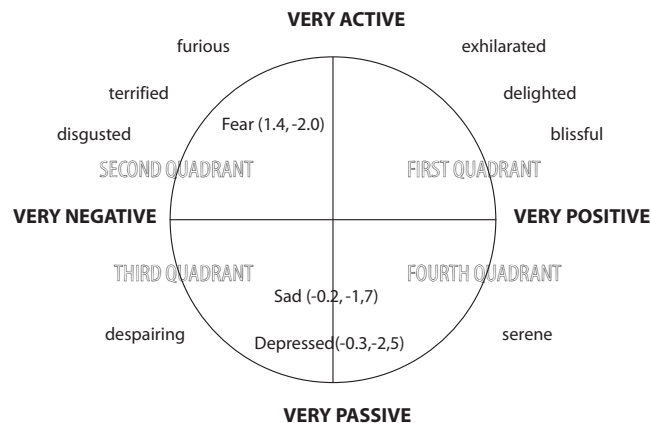 VERY ACTIVE
furious
exhilarated
terrified
delighted
Fear (1.4, -2.0)
disgusted
blissful
SECOND QUADRANT
FIRST QUADRANT
VERY NEGATIVE
VERY POSITIVE
THIRD QUADRANT
FOURTH QUADRANT
Sad (-0.2, -1,7)
despairing
serene
Depressed(-0.3,-2,5)
VERY PASSIVE